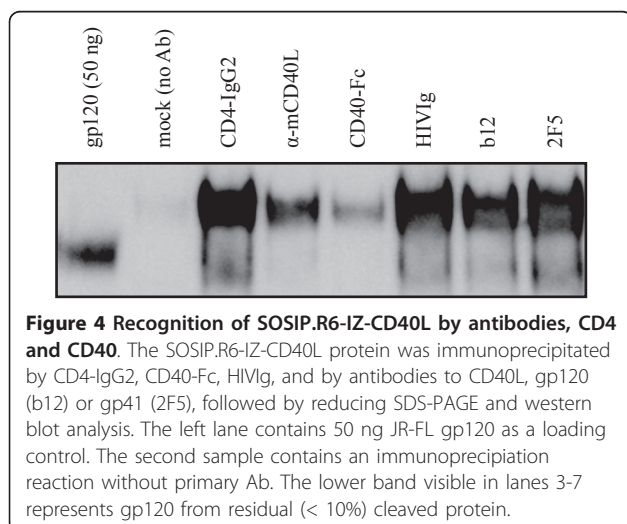 gp120 (50 ng)
mock (no Ab)
CD4-IgG2
α-mCD40L
CD40-Fc
HIVIg
b12
2F5
Figure 4 Recognition of SOSIP.R6-IZ-CD40L by antibodies, CD4
and CD40. The SOSIP.R6-IZ-CD40L protein was immunoprecipitated
by CD4-IgG2, CD40-Fc, HIVIg, and by antibodies to CD40L, gp120
(b12) or gp41 (2F5), followed by reducing SDS-PAGE and western
blot analysis. The left lane contains 50 ng JR-FL gp120 as a loading
control. The second sample contains an immunoprecipiation
reaction without primary Ab. The lower band visible in lanes 3-7
represents gp120 from residual (< 10%) cleaved protein.